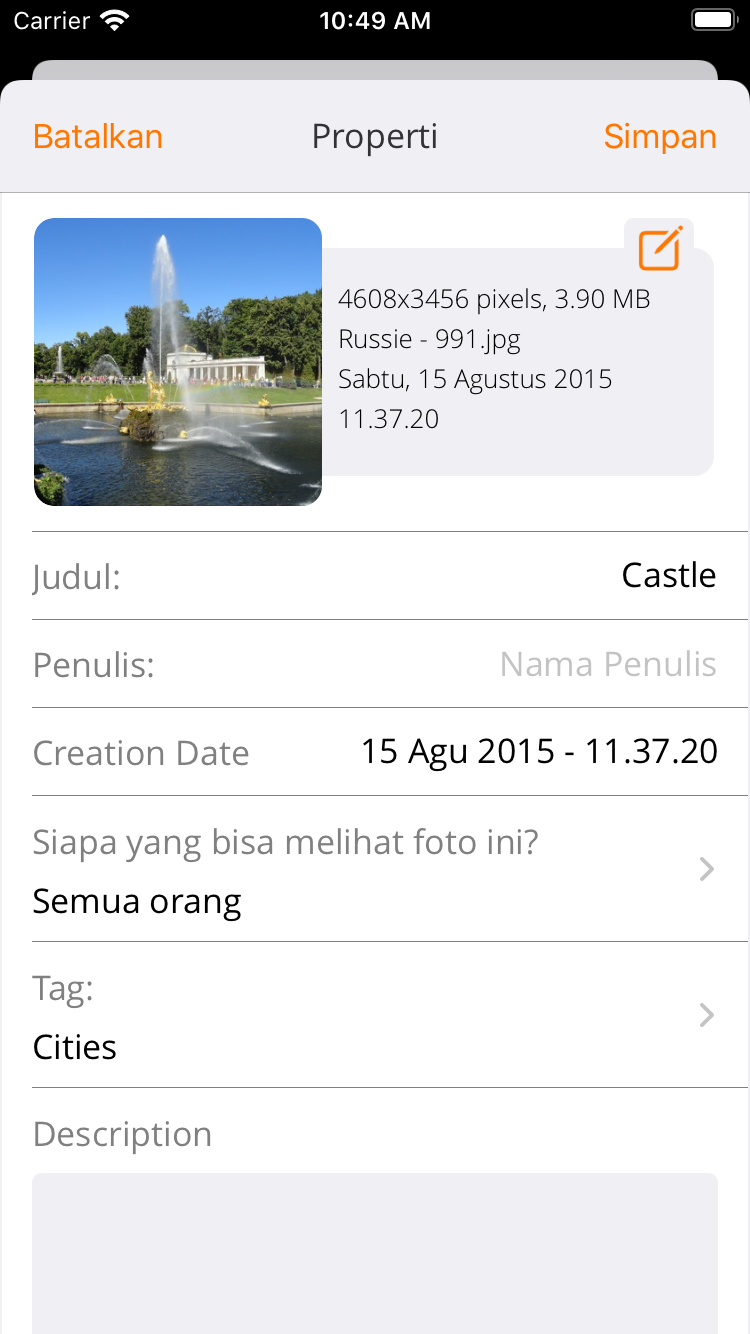 Carrier 10:49 AM
Batalkan Properti Simpan
4608x3456 pixels, 3.90 MB
Russie - 991.jpg
Sabtu, 15 Agustus 2015
11.37.20
Judul: Castle
Penulis: Nama Penulis
Creation Date 15 Agu 2015 - 11.37.20
Siapa yang bisa melihat foto ini?
Semua orang
Tag:
Cities
Description